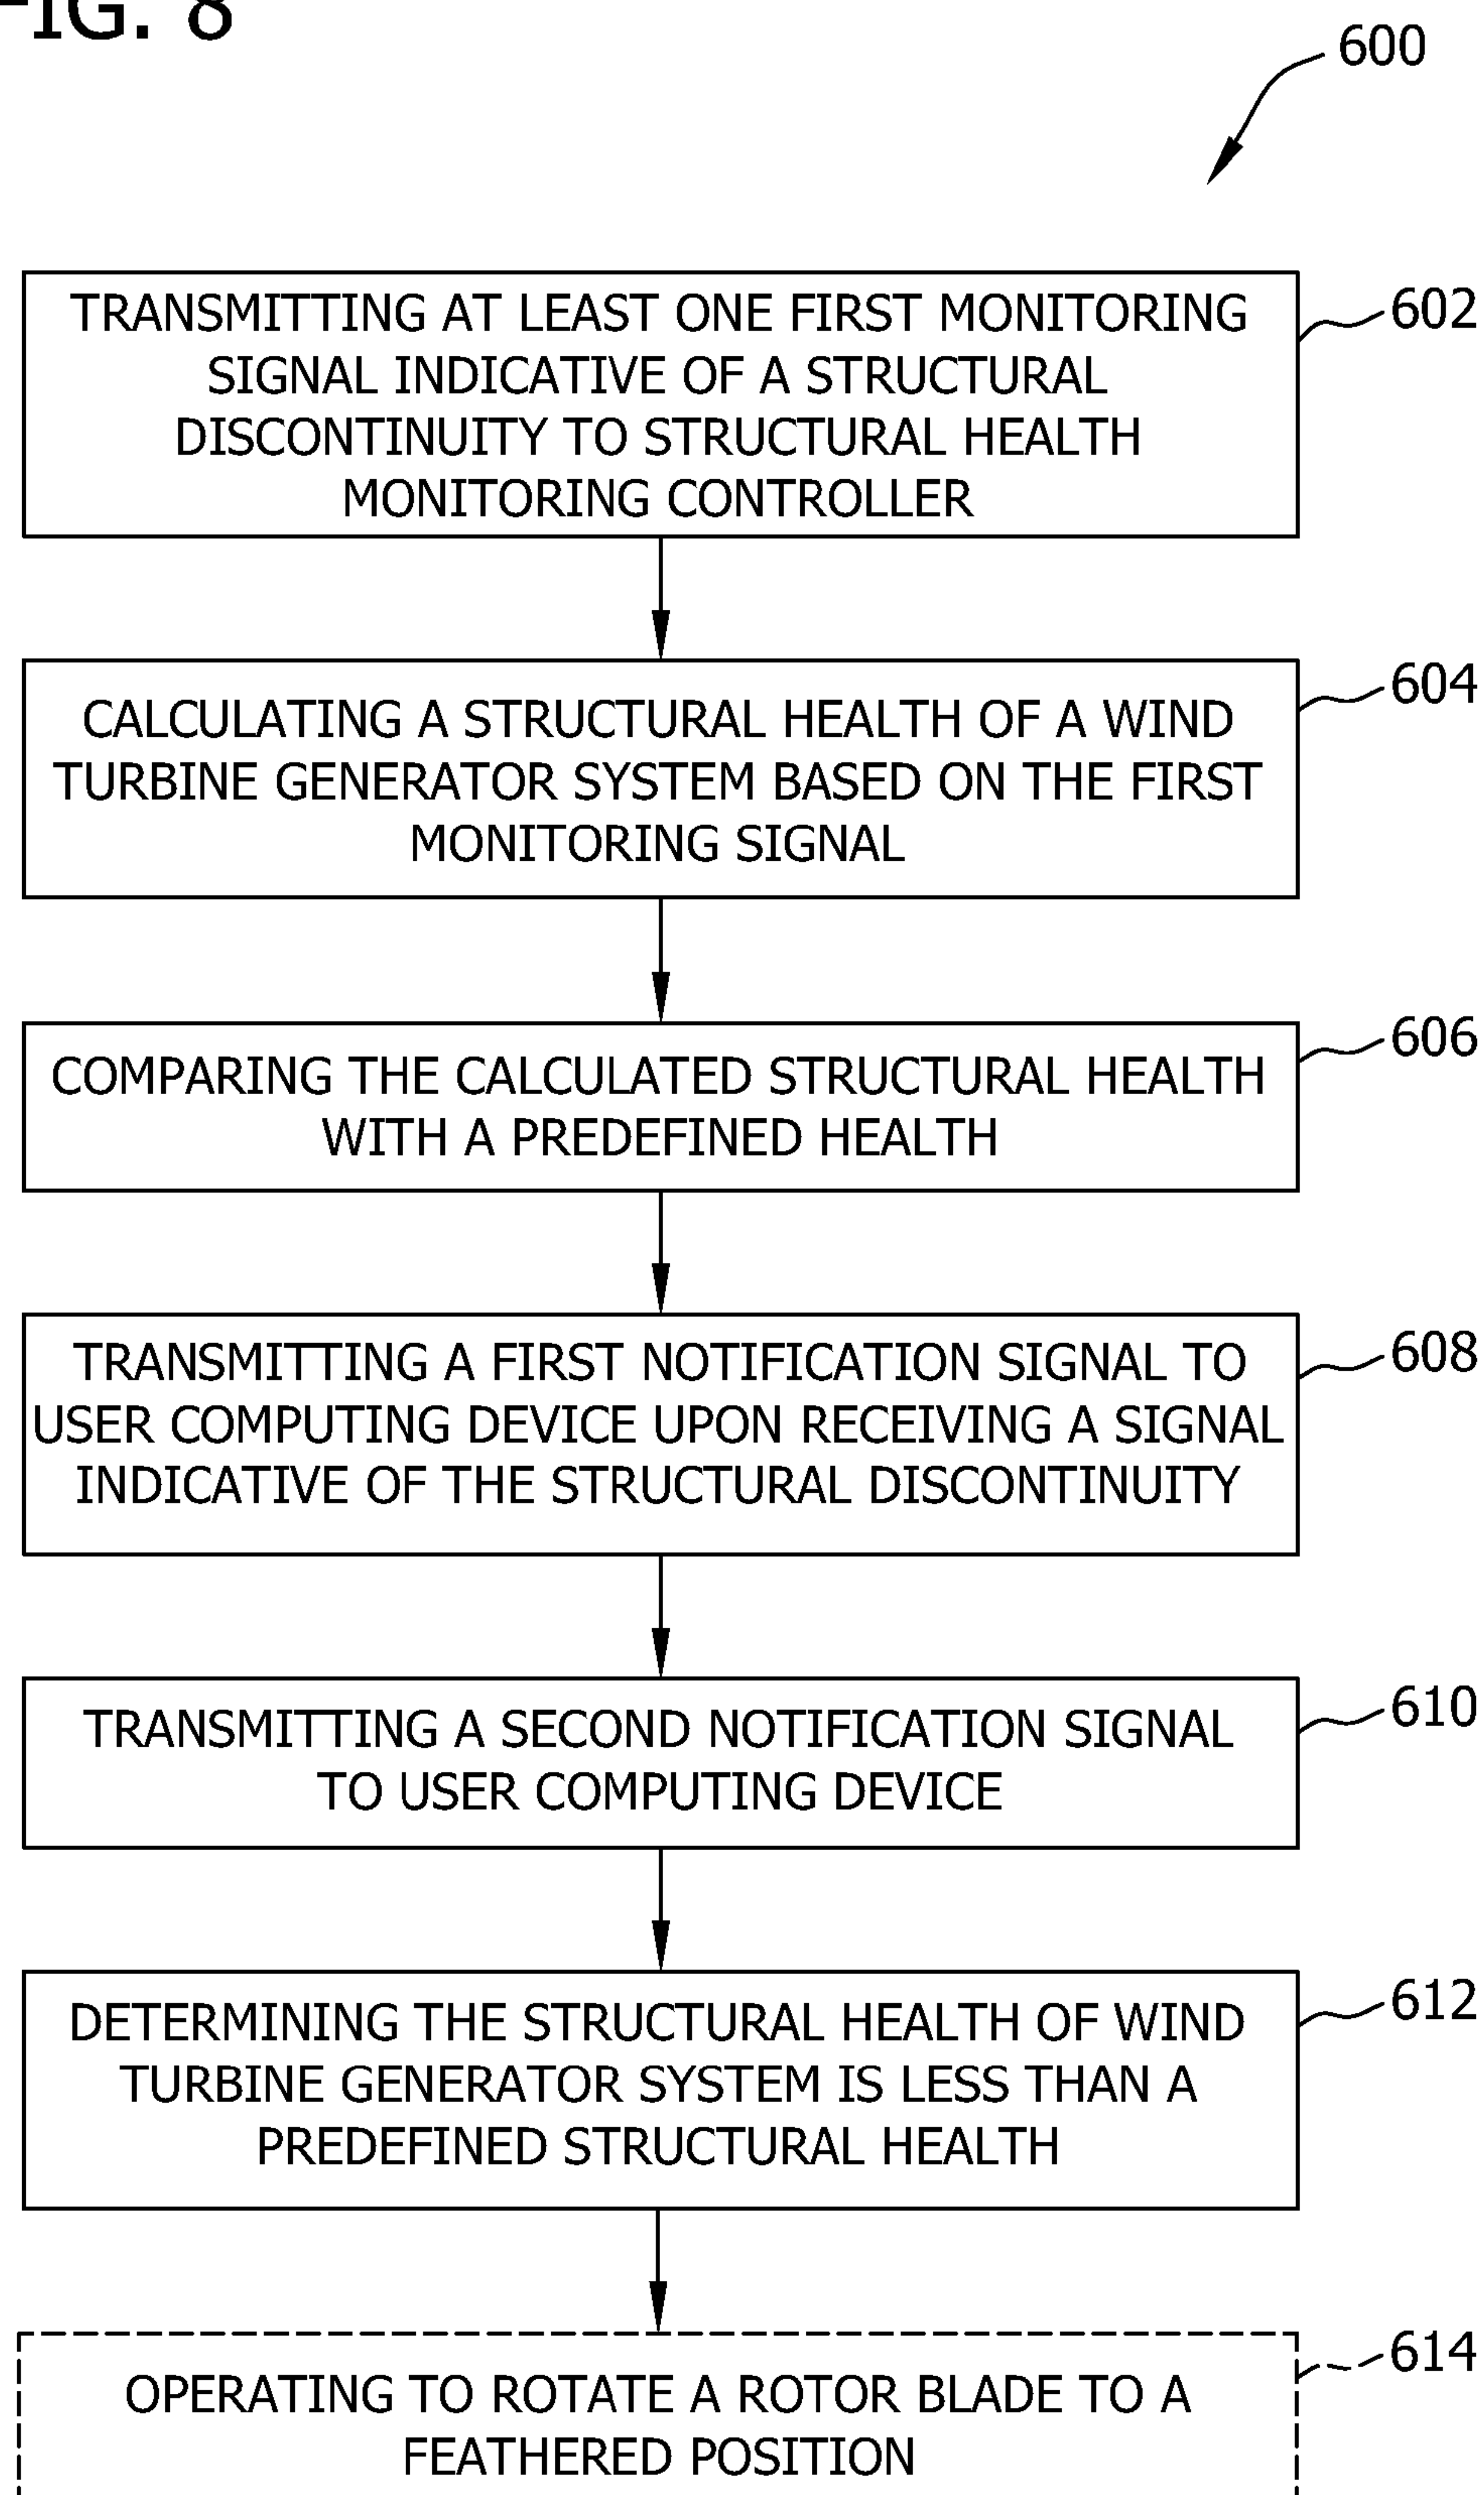 FIG. 8
600
TRANSMITTING AT LEAST ONE FIRST MONITORING
SIGNAL INDICATIVE OF A STRUCTURAL
DISCONTINUITY TO STRUCTURAL HEALTH
MONITORING CONTROLLER
602
CALCULATING A STRUCTURAL HEALTH OF A WIND
TURBINE GENERATOR SYSTEM BASED ON THE FIRST
MONITORING SIGNAL
604
COMPARING THE CALCULATED STRUCTURAL HEALTH
WITH A PREDEFINED HEALTH
606
TRANSMITTING A FIRST NOTIFICATION SIGNAL TO
USER COMPUTING DEVICE UPON RECEIVING A SIGNAL
INDICATIVE OF THE STRUCTURAL DISCONTINUITY
608
TRANSMITTING A SECOND NOTIFICATION SIGNAL
TO USER COMPUTING DEVICE
610
DETERMINING THE STRUCTURAL HEALTH OF WIND
TURBINE GENERATOR SYSTEM IS LESS THAN A
PREDEFINED STRUCTURAL HEALTH
612
OPERATING TO ROTATE A ROTOR BLADE TO A
FEATHERED POSITION
614